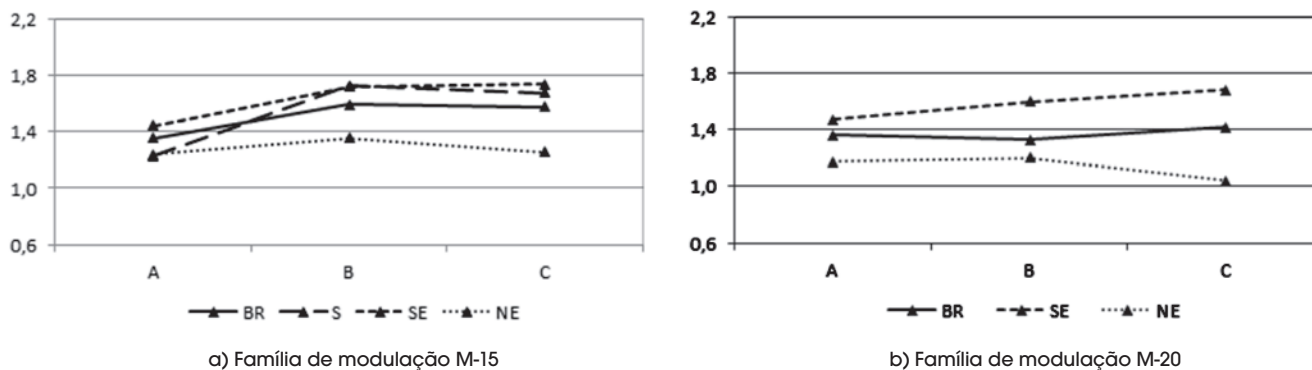 2,2
1,8
1,4
1,0
0,6
A B C
BR S SE NE
a) Família de modulação M-15
2,2
1,8
1,4
1,0
0,6
A B C
BR SE NE
b) Família de modulação M-20